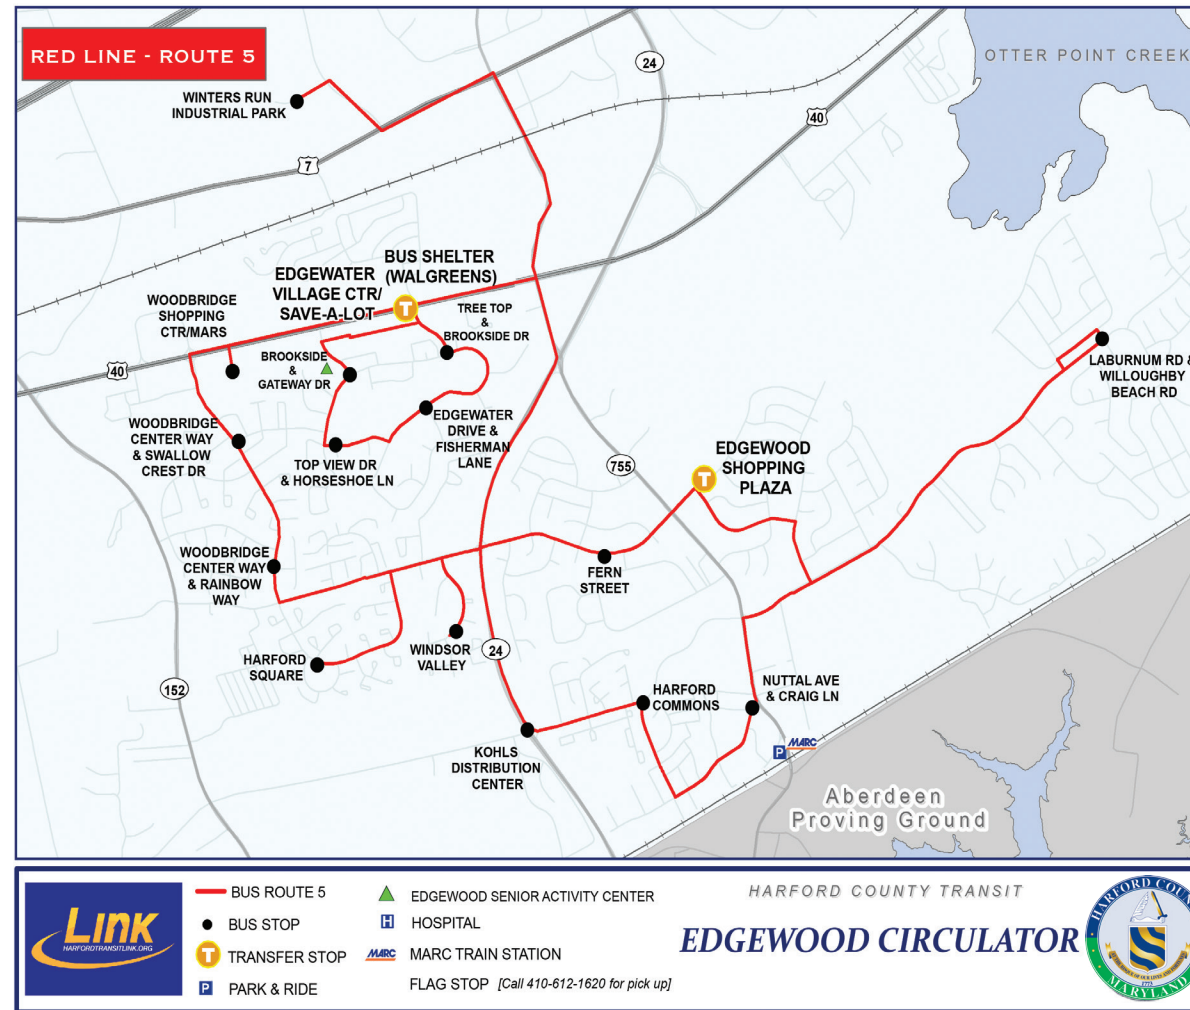 RED LINE - ROUTE 5
24
OTTER POINT CREEK
WINTERS RUN
INDUSTRIAL PARK
40
7
BUS SHELTER
(WALGREENS)
EDGEWATER
VILLAGE CTR/
SAVE-A-LOT
T
WOODBRIDGE
SHOPPING
CTR/MARS
TREE TOP
&
BROOKSIDE DR
BROOKSIDE
&
GATEWAY DR
40
LABURNUM RD &
WILLOUGHBY
BEACH RD
WOODBRIDGE
CENTER WAY
& SWALLOW
CREST DR
EDGEWATER
DRIVE &
FISHERMAN
LANE
TOP VIEW DR
& HORSESHOE LN
755
EDGEWOOD
SHOPPING
PLAZA
T
WOODBRIDGE
CENTER WAY
& RAINBOW
WAY
FERN
STREET
HARFORD
SQUARE
WINDSOR
VALLEY
24
152
HARFORD
COMMONS
NUTTAL AVE
& CRAIG LN
KOHLS
DISTRIBUTION
CENTER
P
MARC
Aberdeen
Proving Ground
LINK
HARFORDTRANSITLINK.ORG
BUS ROUTE 5
BUS STOP
T TRANSFER STOP
P PARK & RIDE
EDGEWOOD SENIOR ACTIVITY CENTER
H HOSPITAL
MARC MARC TRAIN STATION
FLAG STOP [Call 410-612-1620 for pick up]
HARFORD COUNTY TRANSIT
EDGEWOOD CIRCULATOR
HARFORD COU
1773
MARYLAND